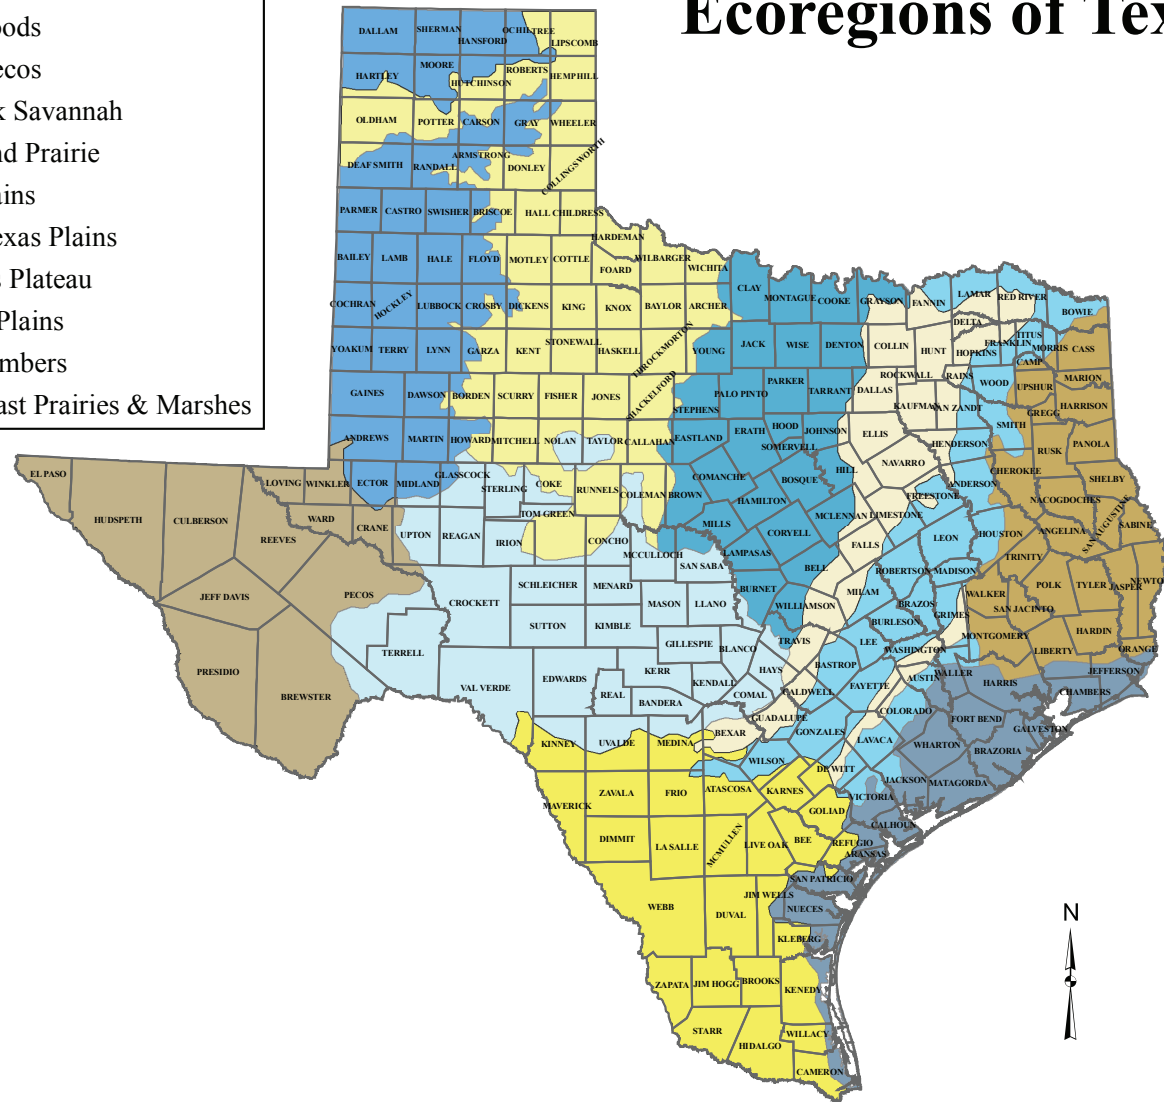 Ecoregions of Tex
oods
ecos
k Savannah
nd Prairie
ains
exas Plains
s Plateau
Plains
mbers
ast Prairies & Marshes
DALLAM SHERMAN HANSFORD OCHILTREE LIPSCOMB
HARTLEY MOORE HUTCHINSON ROBERTS HEMPHILL
OLDHAM POTTER CARSON GRAY WHEELER
DEAF SMITH RANDALL ARMSTRONG DONLEY COLLINGSWORTH
PARMER CASTRO SWISHER BRISCOE HALL CHILDRESS
HARDEMAN
BAILEY LAMB HALE FLOYD MOTLEY COTTLE FOARD WILBARGER WICHITA
COCHRAN HOCKLEY LUBBOCK CROSBY DICKENS KING KNOX BAYLOR ARCHER CLAY MONTAGUE COOKE GRAYSON FANNIN LAMAR RED RIVER BOWIE
YOAKUM TERRY LYNN GARZA KENT STONEWALL HASKELL THROCKMORTON YOUNG JACK WISE DENTON COLLIN HUNT DELTA HOPKINS FRANKLIN TITUS MORRIS CASS
GAINES DAWSON BORDEN SCURRY FISHER JONES SHACKELFORD STEPHENS PALO PINTO PARKER TARRANT DALLAS ROCKWALL RAINS WOOD CAMP UPSHUR MARION
KAUFMAN VAN ZANDT SMITH GREGG HARRISON
ANDREWS MARTIN HOWARD MITCHELL NOLAN TAYLOR CALLAHAN EASTLAND ERATH HOOD SOMERVELL JOHNSON ELLIS HENDERSON RUSK PANOLA
EL PASO HUDSPETH CULBERSON LOVING WINKLER ECTOR MIDLAND GLASSCOCK STERLING COKE RUNNELS COLEMAN BROWN COMANCHE BOSQUE HILL NAVARRO ANDERSON CHEROKEE SHELBY
REEVES WARD CRANE UPTON REAGAN IRION TOM GREEN CONCHO MCCULLOCH MILLS HAMILTON MCLENNAN LIMESTONE FREESTONE NACOGDOCHES SAN AUGUSTINE SABINE
SAN SABA LAMPASAS CORYELL FALLS LEON HOUSTON ANGELINA TRINITY
JEFF DAVIS PECOS CROCKETT SCHLEICHER MENARD MASON LLANO BURNET BELL MILAM ROBERTSON MADISON WALKER POLK TYLER JASPER NEWTO
SUTTON KIMBLE WILLIAMSON BRAZOS GRIMES SAN JACINTO
PRESIDIO BREWSTER TERRELL GILLESPIE BLANCO TRAVIS BURLESON LEE WASHINGTON MONTGOMERY LIBERTY HARDIN ORANGE
VAL VERDE EDWARDS REAL KERR KENDALL HAYS BASTROP FAYETTE AUSTIN WALLER HARRIS JEFFERSON CHAMBERS
BANDERA COMAL CALDWELL COLORADO FORT BEND GALVESTON
KINNEY UVALDE MEDINA BEXAR GUADALUPE GONZALES LAVACA WHARTON BRAZORIA
WILSON DE WITT JACKSON MATAGORDA
MAVERICK ZAVALA FRIO ATASCOSA KARNES GOLIAD VICTORIA CALHOUN
DIMMIT LA SALLE MCMULLEN LIVE OAK BEE REFUGIO ARANSAS
WEBB DUVAL JIM WELLS SAN PATRICIO NUECES
KLEBERG
ZAPATA JIM HOGG BROOKS KENEDY
STARR HIDALGO WILLACY
CAMERON
N